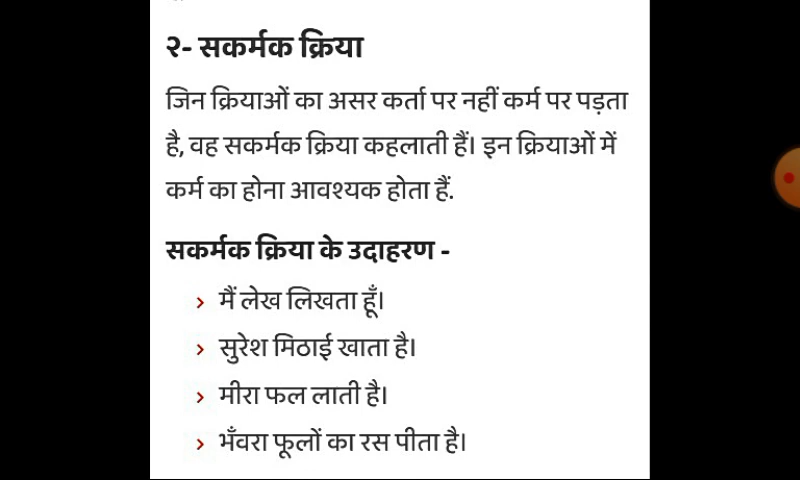 २- सकर्मक क्रिया
जिन क्रियाओं का असर कर्ता पर नहीं कर्म पर पड़ता
है, वह सकर्मक क्रिया कहलाती हैं। इन क्रियाओं में
कर्म का होना आवश्यक होता हैं.
सकर्मक क्रिया के उदाहरण -
› मैं लेख लिखता हूँ।
› सुरेश मिठाई खाता है।
› मीरा फल लाती है।
› भँवरा फूलों का रस पीता है।